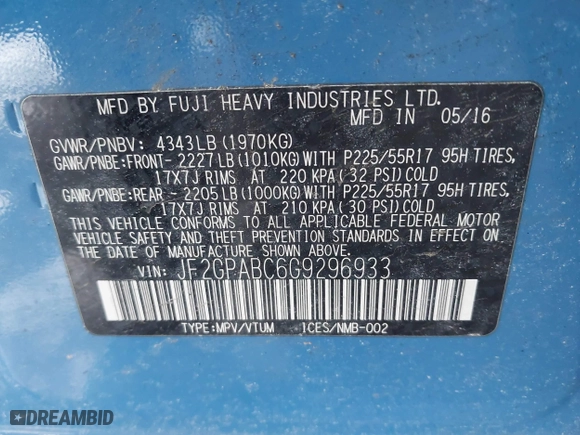 MFD BY FUJI HEAVY INDUSTRIES LTD.
MFD IN 05/16
GVWR/PNBV: 4343LB(1970KG)
GAWR/PNBE:FRONT-2227LB(1010KG)WITH P225/55R17 95H TIRES,
17X7J RIMS AT 220 KPA(32 PSI)COLD
GAWR/PNBE:REAR -2205LB(1000KG)WITH P225/55R17 95H TIRES,
17X7J RIMS AT 210 KPA(30 PSI)COLD
THIS VEHICLE CONFORMS TO ALL APPLICABLE FEDERAL MOTOR
VEHICLE SAFETY AND THEFT PREVENTION STANDARDS IN EFFECT ON
THE DATE OF MANUFACTURE SHOWN ABOVE.
VIN: JF2GPABC6G9296933
TYPE:MPV/VTUM ICES/NMB-002
DREAMBID